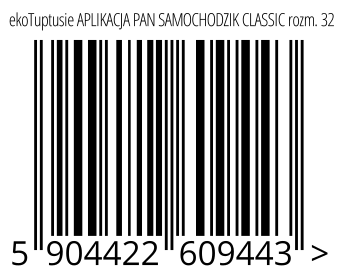 ekoTuptusie APLIKACJA PAN SAMOCHODZIK CLASSIC rozm. 32
5 904422 609443 >